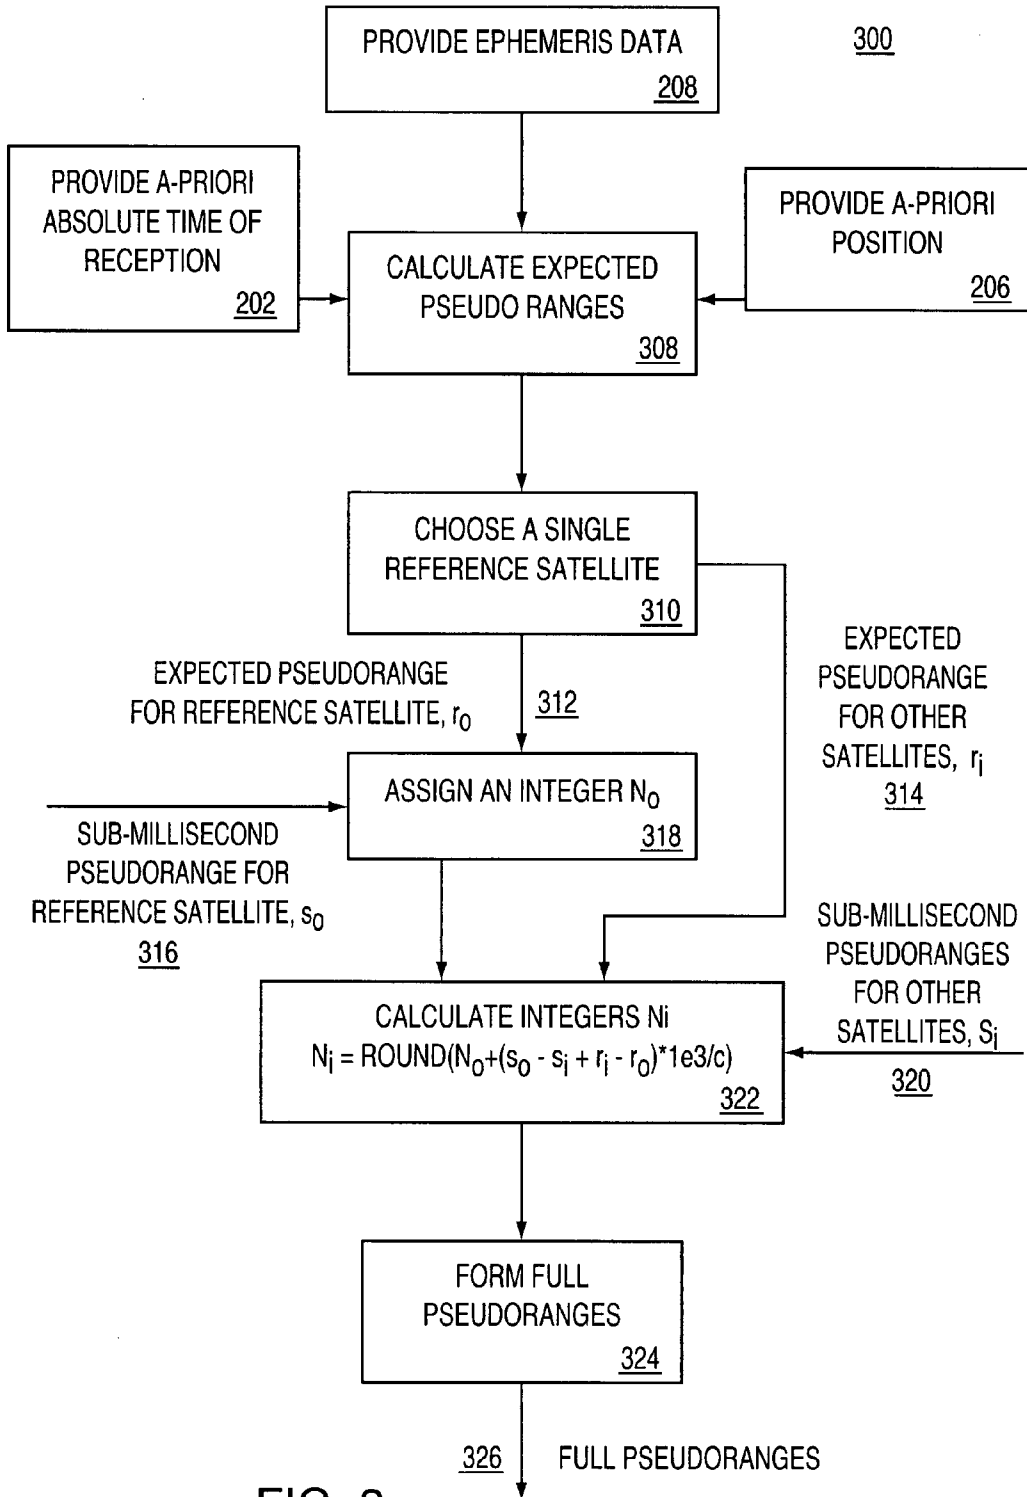 PROVIDE EPHEMERIS DATA
208
300
PROVIDE A-PRIORI
ABSOLUTE TIME OF
RECEPTION
202
CALCULATE EXPECTED
PSEUDO RANGES
308
PROVIDE A-PRIORI
POSITION
206
CHOOSE A SINGLE
REFERENCE SATELLITE
310
EXPECTED PSEUDORANGE
FOR REFERENCE SATELLITE, r₀
312
EXPECTED
PSEUDORANGE
FOR OTHER
SATELLITES, rᵢ
314
ASSIGN AN INTEGER N₀
318
SUB-MILLISECOND
PSEUDORANGE FOR
REFERENCE SATELLITE, s₀
316
SUB-MILLISECOND
PSEUDORANGES
FOR OTHER
SATELLITES, Sᵢ
320
CALCULATE INTEGERS Ni
Nᵢ = ROUND(N₀+(s₀ - sᵢ + rᵢ - r₀)*1e3/c)
322
FORM FULL
PSEUDORANGES
324
326
FULL PSEUDORANGES